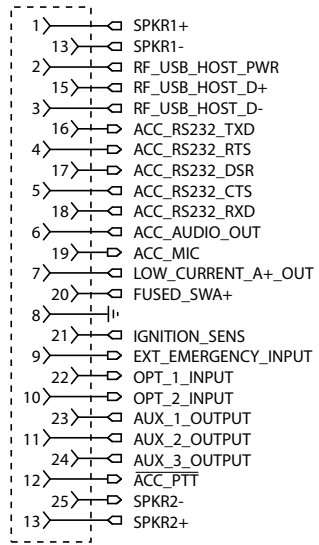 1 SPKR1+
13 SPKR1-
2 RF_USB_HOST_PWR
15 RF_USB_HOST_D+
3 RF_USB_HOST_D-
16 ACC_RS232_TXD
4 ACC_RS232_RTS
17 ACC_RS232_DSR
5 ACC_RS232_CTS
18 ACC_RS232_RXD
6 ACC_AUDIO_OUT
19 ACC_MIC
7 LOW_CURRENT_A+_OUT
20 FUSED_SWA+
8
21 IGNITION_SENS
9 EXT_EMERGENCY_INPUT
22 OPT_1_INPUT
10 OPT_2_INPUT
23 AUX_1_OUTPUT
11 AUX_2_OUTPUT
24 AUX_3_OUTPUT
12 ACC_PTT
25 SPKR2-
13 SPKR2+